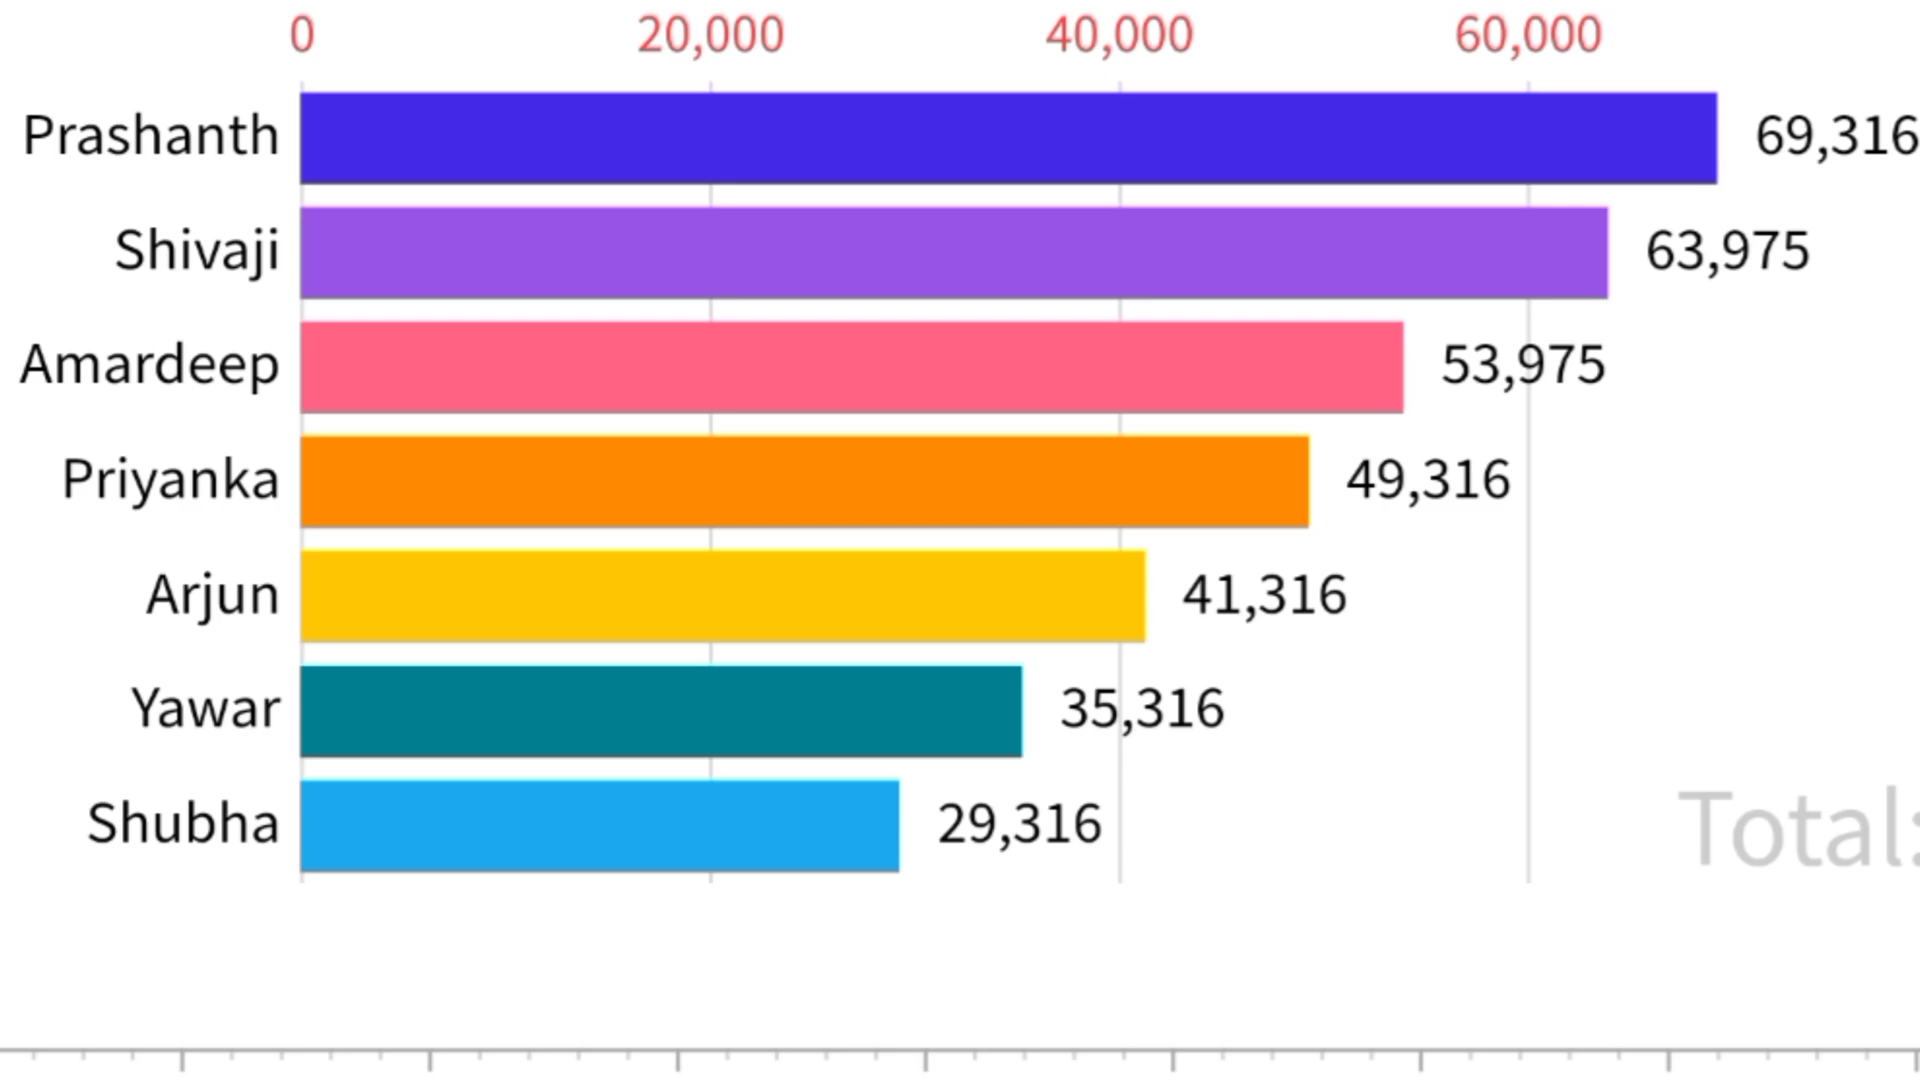 0 20,000 40,000 60,000
Prashanth 69,316
Shivaji 63,975
Amardeep 53,975
Priyanka 49,316
Arjun 41,316
Yawar 35,316
Shubha 29,316
Total: